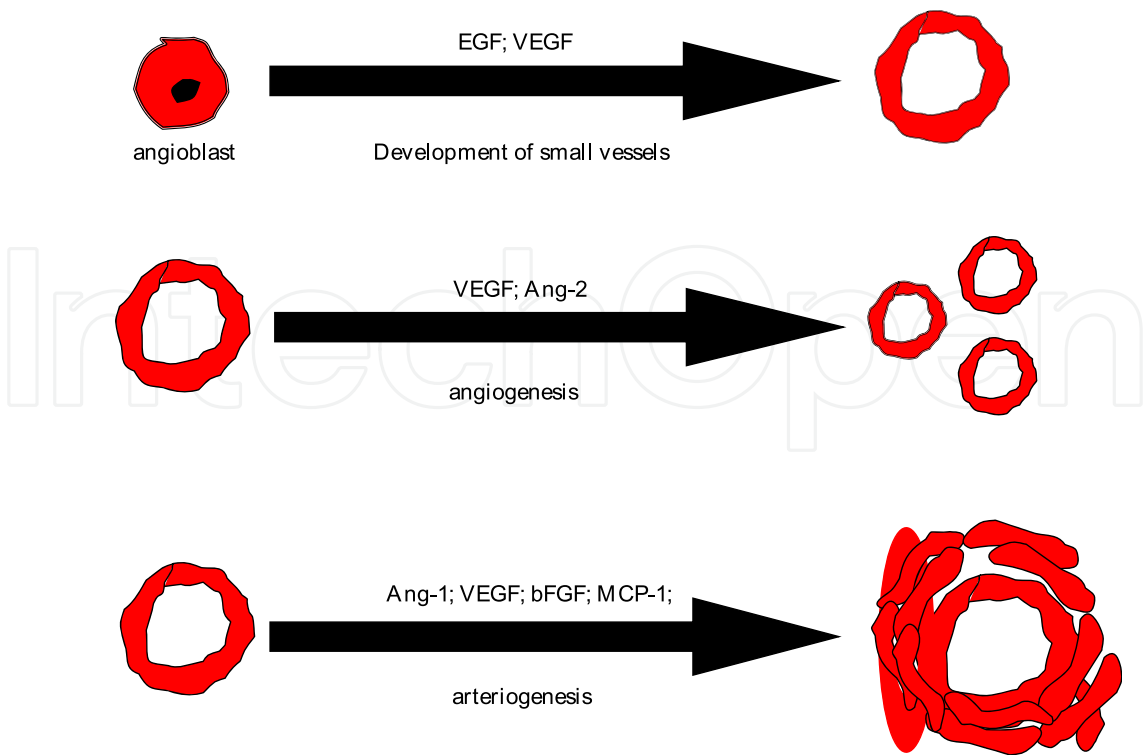 EGF; VEGF
angioblast
Development of small vessels
VEGF; Ang-2
angiogenesis
Ang-1; VEGF; bFGF; MCP-1;
arteriogenesis
IntechOpen